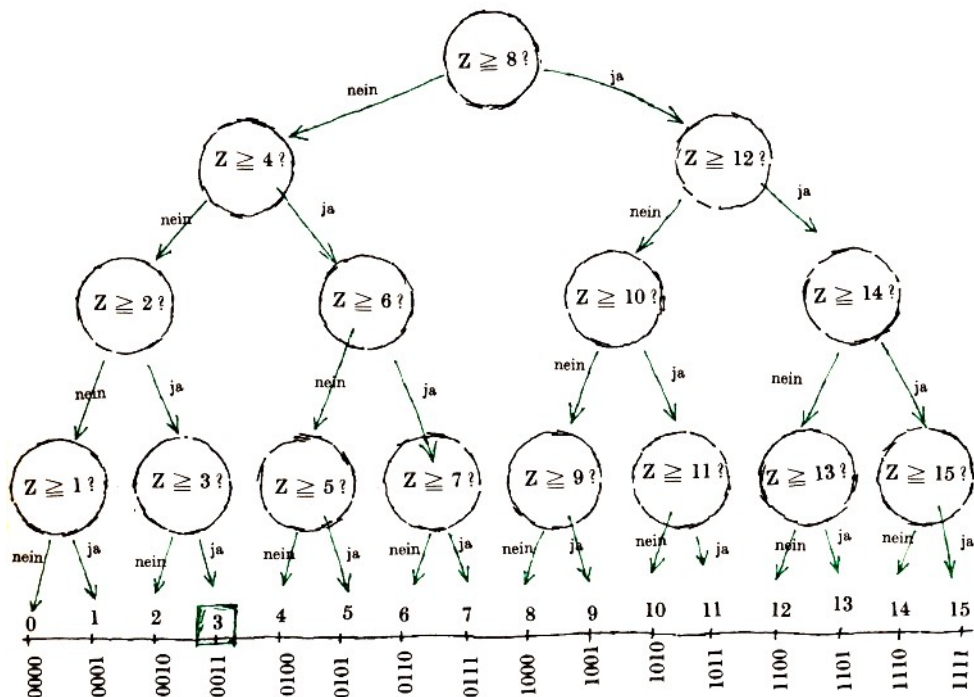 Z ≧ 8 ?
nein ja
Z ≧ 4 ? Z ≧ 12 ?
nein ja nein ja
Z ≧ 2 ? Z ≧ 6 ? Z ≧ 10 ? Z ≧ 14 ?
nein ja nein ja nein ja nein ja
Z ≧ 1 ? Z ≧ 3 ? Z ≧ 5 ? Z ≧ 7 ? Z ≧ 9 ? Z ≧ 11 ? Z ≧ 13 ? Z ≧ 15 ?
nein ja nein ja nein ja nein ja nein ja nein ja nein ja nein ja
0 1 2 3 4 5 6 7 8 9 10 11 12 13 14 15
0000 0001 0010 0011 0100 0101 0110 0111 1000 1001 1010 1011 1100 1101 1110 1111